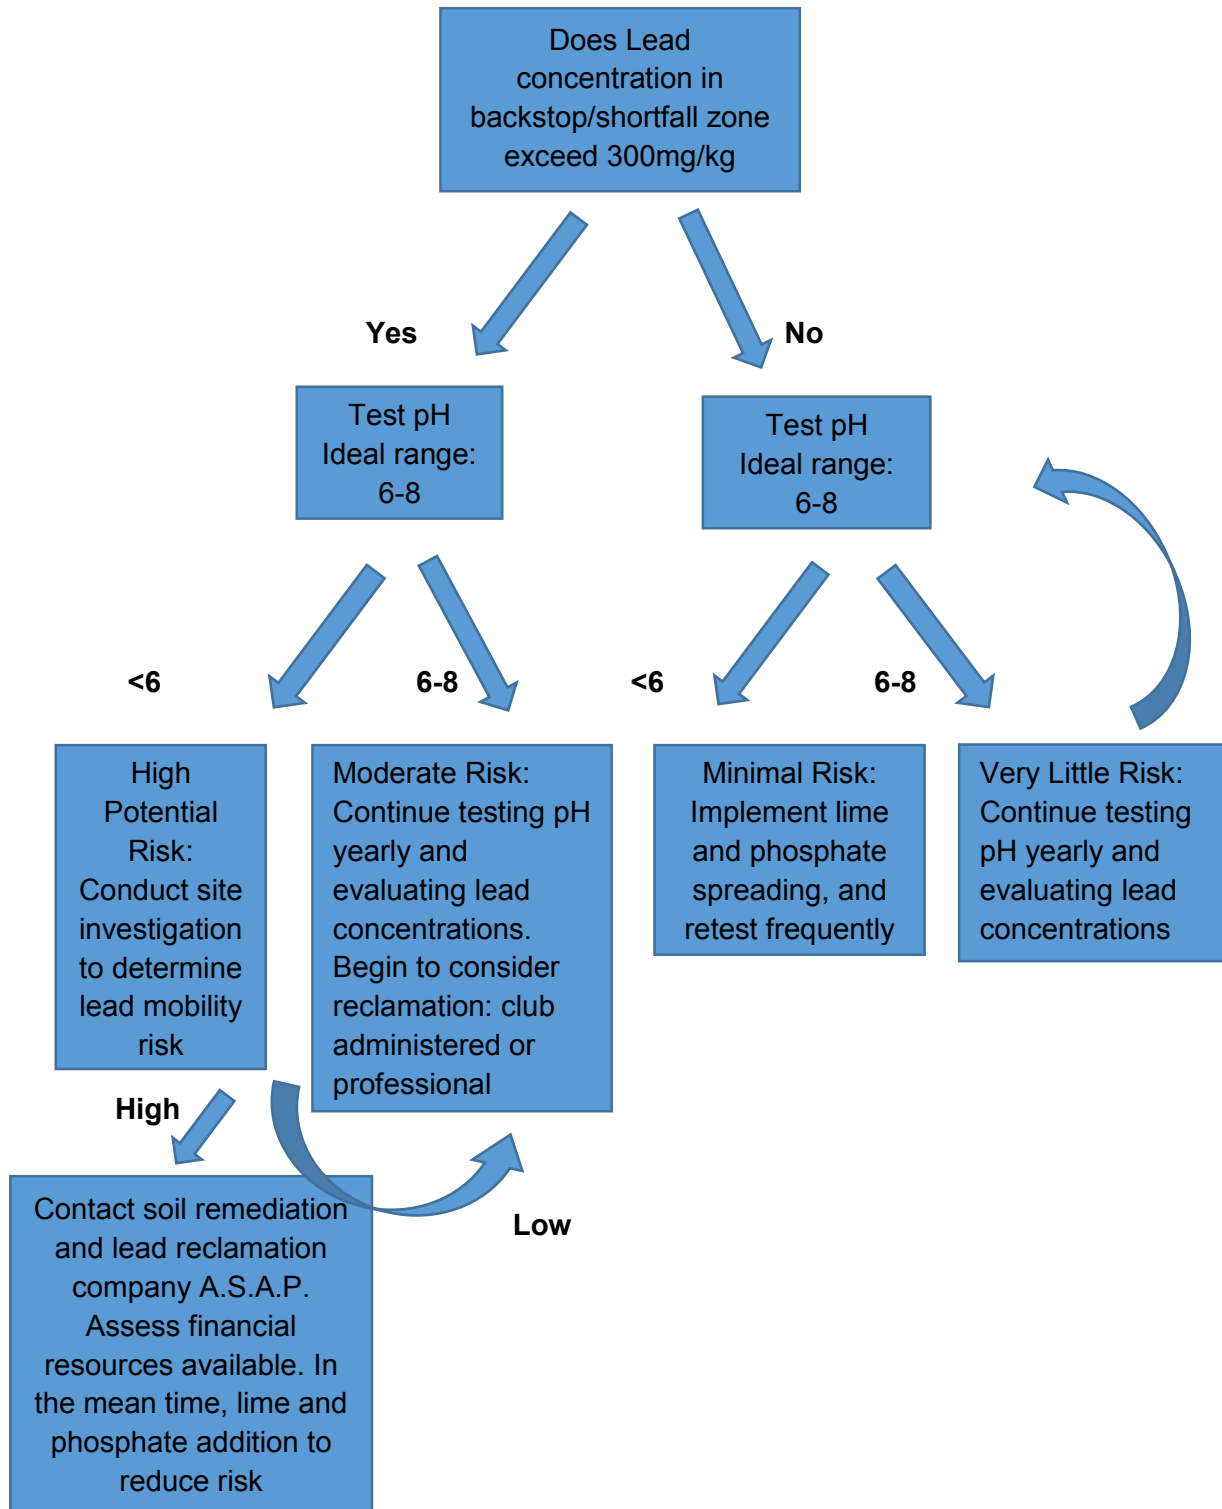 Does Lead
concentration in
backstop/shortfall zone
exceed 300mg/kg
Yes
No
Test pH
Ideal range:
6-8
Test pH
Ideal range:
6-8
<6
6-8
<6
6-8
High
Potential
Risk:
Conduct site
investigation
to determine
lead mobility
risk
Moderate Risk:
Continue testing pH
yearly and
evaluating lead
concentrations.
Begin to consider
reclamation: club
administered or
professional
Minimal Risk:
Implement lime
and phosphate
spreading, and
retest frequently
Very Little Risk:
Continue testing
pH yearly and
evaluating lead
concentrations
High
Low
Contact soil remediation
and lead reclamation
company A.S.A.P.
Assess financial
resources available. In
the mean time, lime and
phosphate addition to
reduce risk